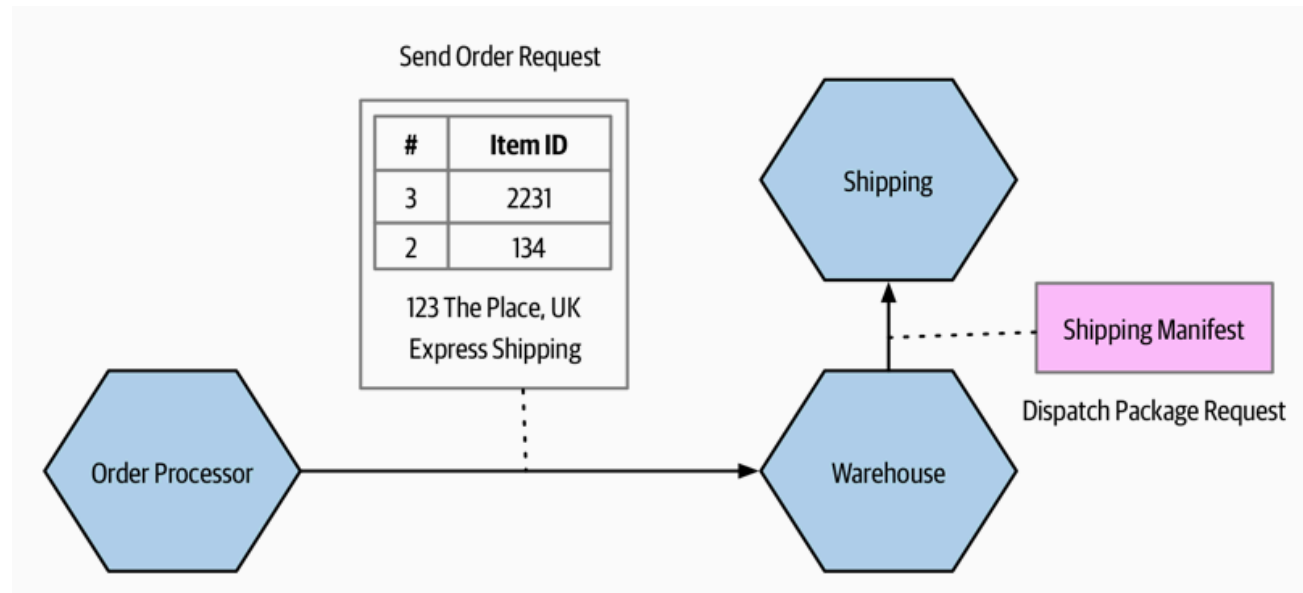 Send Order Request
# Item ID
3 2231
2 134
123 The Place, UK
Express Shipping
Shipping
Shipping Manifest
Dispatch Package Request
Order Processor
Warehouse